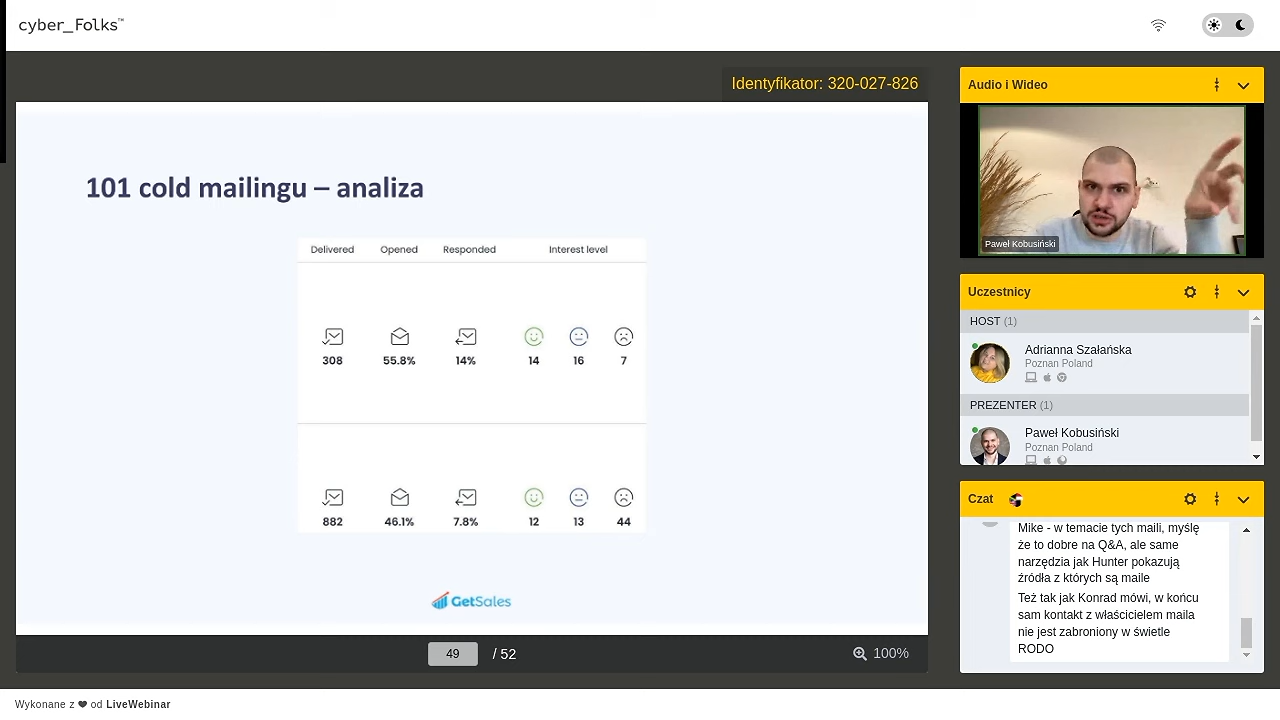 cyber_Folks™
Identyfikator: 320-027-826
101 cold mailingu – analiza
Delivered Opened Responded Interest level
308 55.8% 14% 14 16 7
882 46.1% 7.8% 12 13 44
GetSales
49 / 52
100%
Audio i Wideo
Paweł Kobusiński
Uczestnicy
HOST (1)
Adrianna Szałańska
Poznan Poland
PREZENTER (1)
Paweł Kobusiński
Poznan Poland
Czat
Mike - w temacie tych maili, myślę
że to dobre na Q&A, ale same
narzędzia jak Hunter pokazują
źródła z których są maile
Też tak jak Konrad mówi, w końcu
sam kontakt z właścicielem maila
nie jest zabroniony w świetle
RODO
Wykonane z ❤ od LiveWebinar